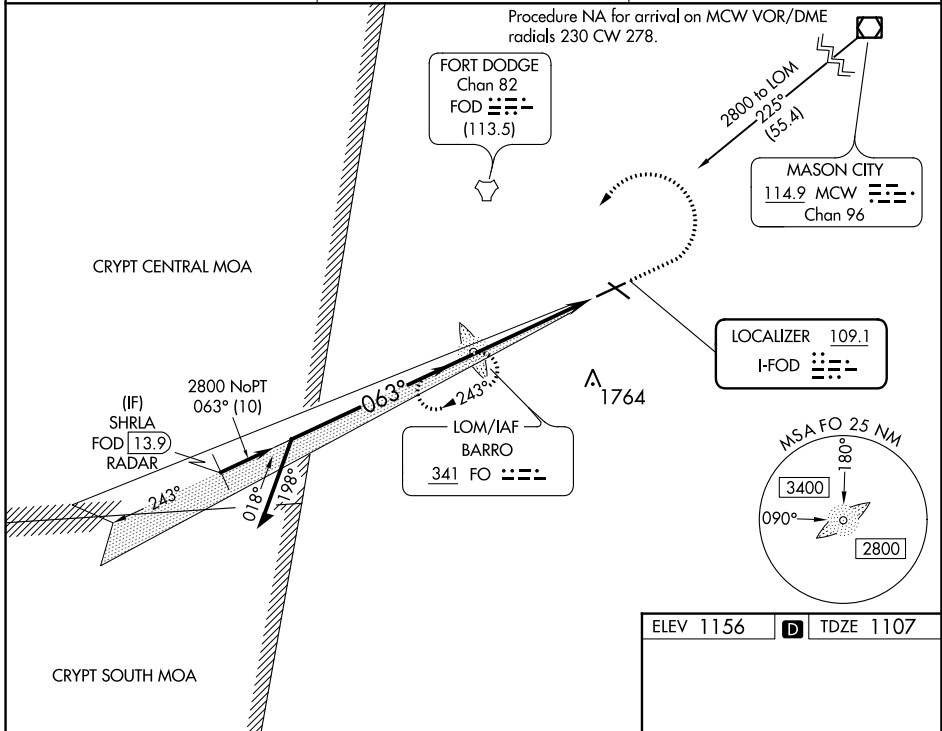 Procedure NA for arrival on MCW VOR/DME
radials 230 CW 278.
FORT DODGE
Chan 82
FOD
(113.5)
2800 to LOM
225°
(55.4)
MASON CITY
114.9 MCW
Chan 96
CRYPT CENTRAL MOA
LOCALIZER 109.1
I-FOD
1764
2800 NoPT
063° (10)
(IF)
SHRLA
FOD 13.9
RADAR
063°
243°
LOM/IAF
BARRO
341 FO
243°
018°
198°
MSA FO 25 NM
180°
3400
090°
2800
CRYPT SOUTH MOA
ELEV 1156 D TDZE 1107